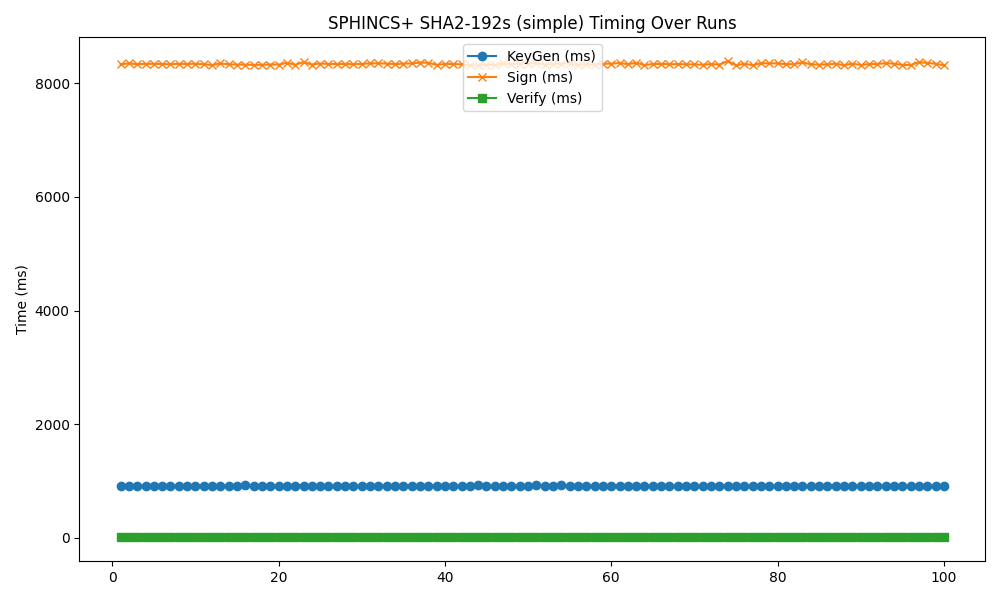 SPHINCS+ SHA2-192s (simple) Timing Over Runs
KeyGen (ms)
Sign (ms)
Verify (ms)
Time (ms)
8000
6000
4000
2000
0
0 20 40 60 80 100